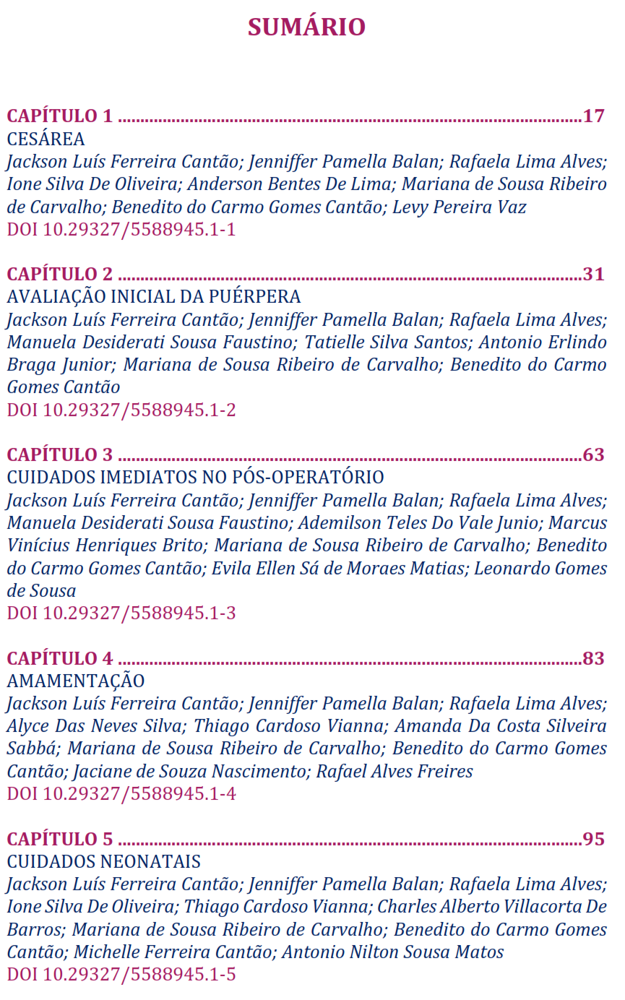 SUMÁRIO
CAPÍTULO 1 ........................................................................................................17
CESÁREA
Jackson Luís Ferreira Cantão; Jenniffer Pamella Balan; Rafaela Lima Alves;
Ione Silva De Oliveira; Anderson Bentes De Lima; Mariana de Sousa Ribeiro
de Carvalho; Benedito do Carmo Gomes Cantão; Levy Pereira Vaz
DOI 10.29327/5588945.1-1
CAPÍTULO 2 ........................................................................................................31
AVALIAÇÃO INICIAL DA PUÉRPERA
Jackson Luís Ferreira Cantão; Jenniffer Pamella Balan; Rafaela Lima Alves;
Manuela Desiderati Sousa Faustino; Tatielle Silva Santos; Antonio Erlindo
Braga Junior; Mariana de Sousa Ribeiro de Carvalho; Benedito do Carmo
Gomes Cantão
DOI 10.29327/5588945.1-2
CAPÍTULO 3 ........................................................................................................63
CUIDADOS IMEDIATOS NO PÓS-OPERATÓRIO
Jackson Luís Ferreira Cantão; Jenniffer Pamella Balan; Rafaela Lima Alves;
Manuela Desiderati Sousa Faustino; Ademilson Teles Do Vale Junio; Marcus
Vinícius Henriques Brito; Mariana de Sousa Ribeiro de Carvalho; Benedito
do Carmo Gomes Cantão; Evila Ellen Sá de Moraes Matias; Leonardo Gomes
de Sousa
DOI 10.29327/5588945.1-3
CAPÍTULO 4 ........................................................................................................83
AMAMENTAÇÃO
Jackson Luís Ferreira Cantão; Jenniffer Pamella Balan; Rafaela Lima Alves;
Alyce Das Neves Silva; Thiago Cardoso Vianna; Amanda Da Costa Silveira
Sabbá; Mariana de Sousa Ribeiro de Carvalho; Benedito do Carmo Gomes
Cantão; Jaciane de Souza Nascimento; Rafael Alves Freires
DOI 10.29327/5588945.1-4
CAPÍTULO 5 ........................................................................................................95
CUIDADOS NEONATAIS
Jackson Luís Ferreira Cantão; Jenniffer Pamella Balan; Rafaela Lima Alves;
Ione Silva De Oliveira; Thiago Cardoso Vianna; Charles Alberto Villacorta De
Barros; Mariana de Sousa Ribeiro de Carvalho; Benedito do Carmo Gomes
Cantão; Michelle Ferreira Cantão; Antonio Nilton Sousa Matos
DOI 10.29327/5588945.1-5